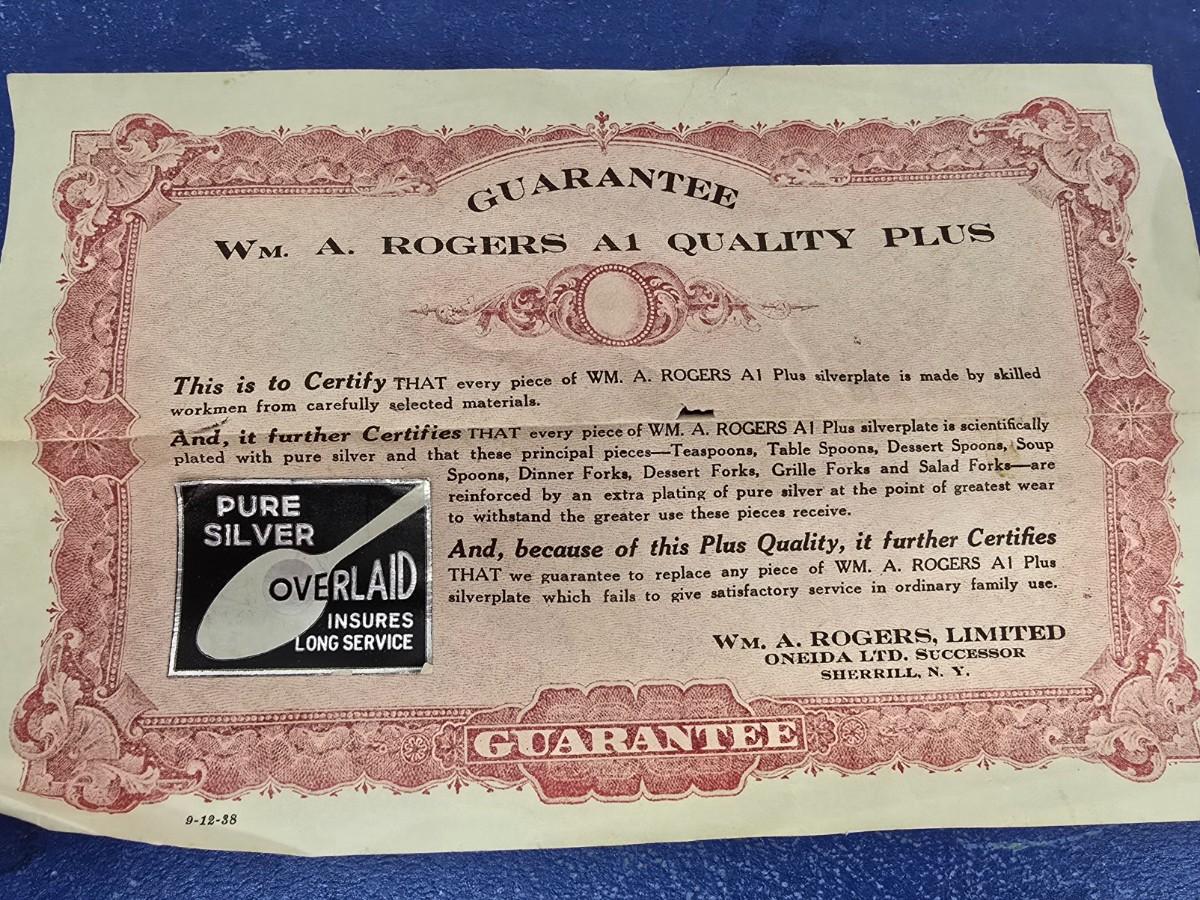 GUARANTEE
WM. A. ROGERS A1 QUALITY PLUS
This is to Certify THAT every piece of WM. A. ROGERS A1 Plus silverplate is made by skilled
workmen from carefully selected materials.
And, it further Certifies THAT every piece of WM. A. ROGERS A1 Plus silverplate is scientifically
plated with pure silver and that these principal pieces—Teaspoons, Table Spoons, Dessert Spoons, Soup
Spoons, Dinner Forks, Dessert Forks, Grille Forks and Salad Forks—are
reinforced by an extra plating of pure silver at the point of greatest wear
to withstand the greater use these pieces receive.
And, because of this Plus Quality, it further Certifies
THAT we guarantee to replace any piece of WM. A. ROGERS A1 Plus
silverplate which fails to give satisfactory service in ordinary family use.
PURE
SILVER
OVERLAID
INSURES
LONG SERVICE
WM. A. ROGERS, LIMITED
ONEIDA LTD. SUCCESSOR
SHERRILL, N. Y.
GUARANTEE
9-12-38